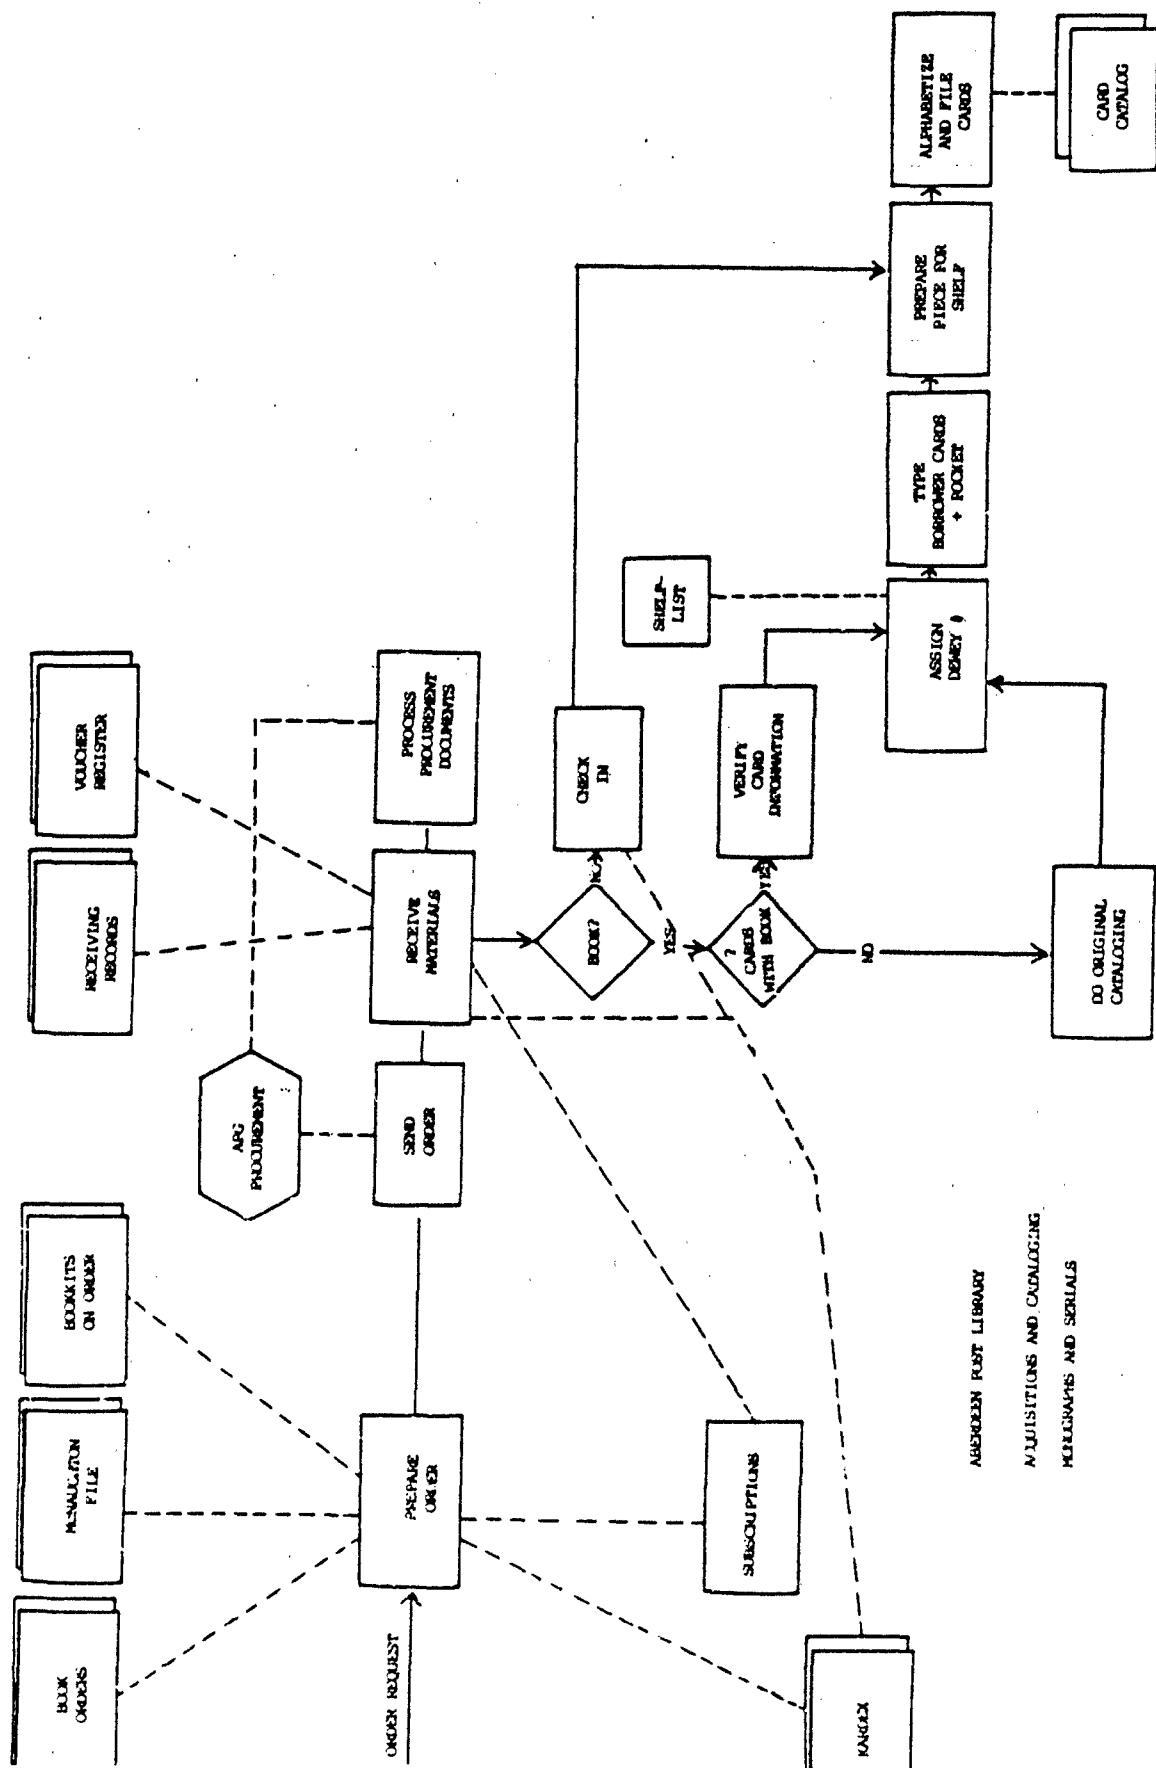 BOOK
ORDERS
MCNAUGHTON
FILE
BOOKKITS
ON ORDER
RECEIVING
RECORDS
VOUCHER
REGISTER
APG
PROCUREMENT
ORDER REQUEST
PREPARE
ORDER
SEND
ORDER
RECEIVE
MATERIALS
PROCESS
PROCUREMENT
DOCUMENTS
BOOK?
NO
CHECK
IN
YES
?
CARDS
WITH BOOK
YES
VERIFY
CARD
INFORMATION
NO
SHELF-
LIST
SUBSCRIPTIONS
KARDEX
DO ORIGINAL
CATALOGING
ASSIGN
DEWEY #
TYPE
BORROWER CARDS
+ POCKET
PREPARE
PIECE FOR
SHELF
ALPHABETIZE
AND FILE
CARDS
CARD
CATALOG
ABERDEEN POST LIBRARY
ACQUISITIONS AND CATALOGING
MONOGRAPHS AND SERIALS